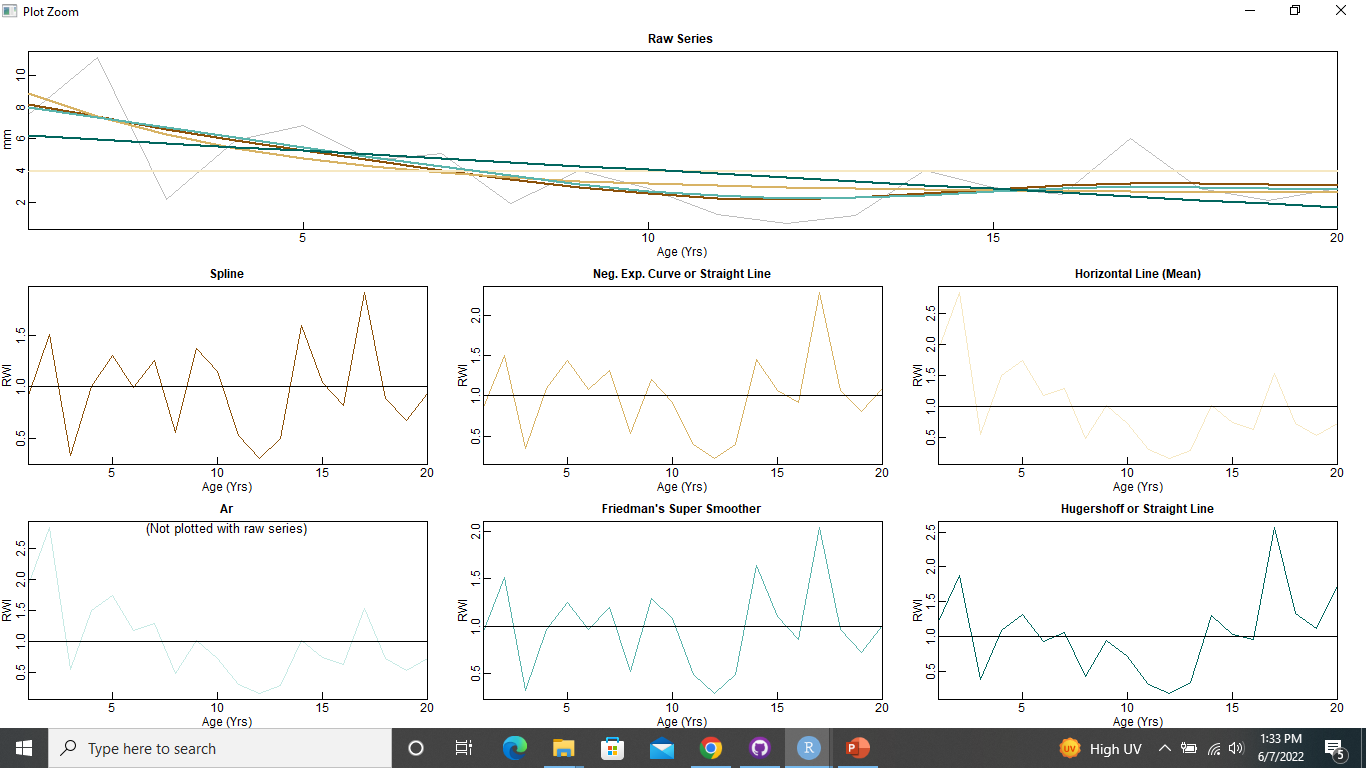 Plot Zoom
Raw Series
mm
10
8
6
4
2
5
10
15
20
Age (Yrs)
Spline
RWI
1.5
1.0
0.5
5
10
15
20
Age (Yrs)
Neg. Exp. Curve or Straight Line
RWI
2.0
1.5
1.0
0.5
5
10
15
20
Age (Yrs)
Horizontal Line (Mean)
RWI
2.5
2.0
1.5
1.0
0.5
5
10
15
20
Age (Yrs)
Ar
(Not plotted with raw series)
RWI
2.5
2.0
1.5
1.0
0.5
5
10
15
20
Age (Yrs)
Friedman's Super Smoother
RWI
2.0
1.5
1.0
0.5
5
10
15
20
Age (Yrs)
Hugershoff or Straight Line
RWI
2.5
2.0
1.5
1.0
0.5
5
10
15
20
Age (Yrs)
Type here to search
R
P
UV
High UV
1:33 PM
6/7/2022
5